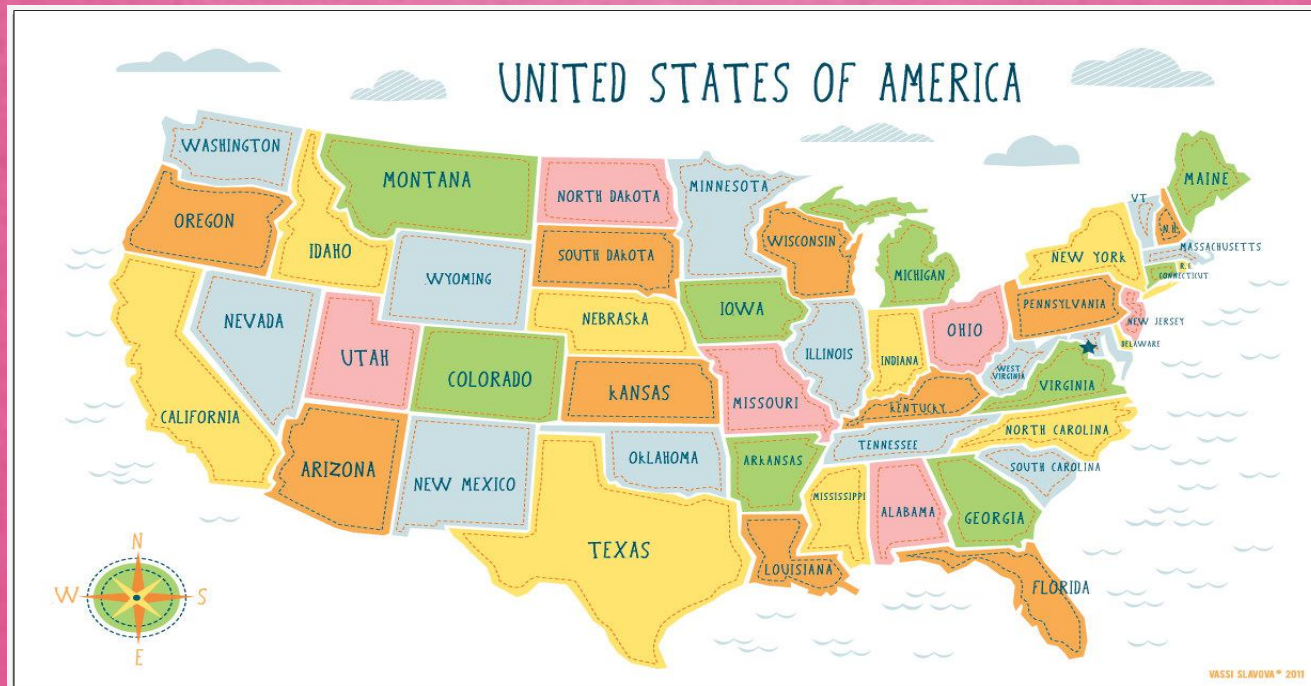 UNITED STATES OF AMERICA
WASHINGTON
MONTANA
NORTH DAKOTA
MINNESOTA
MAINE
VT.
N.H.
OREGON
IDAHO
WYOMING
SOUTH DAKOTA
WISCONSIN
MICHIGAN
NEW YORK
MASSACHUSETTS
R.I.
CONNECTICUT
NEVADA
UTAH
COLORADO
NEBRASKA
IOWA
ILLINOIS
INDIANA
OHIO
PENNSYLVANIA
NEW JERSEY
DELAWARE
CALIFORNIA
KANSAS
MISSOURI
KENTUCKY
WEST
VIRGINIA
VIRGINIA
ARIZONA
NEW MEXICO
OKLAHOMA
ARKANSAS
TENNESSEE
NORTH CAROLINA
SOUTH CAROLINA
TEXAS
LOUISIANA
MISSISSIPPI
ALABAMA
GEORGIA
FLORIDA
N
W
S
E
VASSI SLAVOVA® 2011